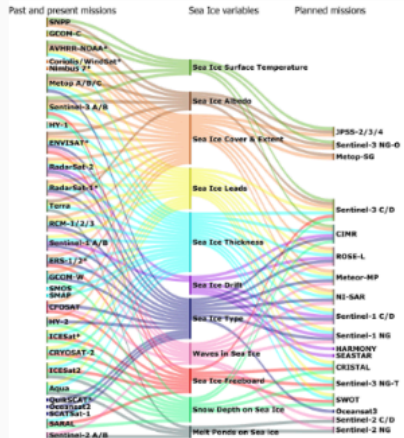 Past and present missions
Sea Ice variables
Planned missions
SNPP
GCOM-C
AVHRR-NOAA*
Coriolis/WindSat*
Nimbus 7*
Metop A/B/C
Sentinel-3 A/B
HY-1
ENVISAT*
RadarSat-2
RadarSat-1*
Terra
RCM-1/2/3
Sentinel-1 A/B
ERS-1/2*
GCOM-W
SMOS
SMAP
CFOSAT
HY-2
ICESat*
CRYOSAT-2
ICESat2
Aqua
QuikSCAT*
Oceansat2
SCATSat-1
SARAL
Sentinel-2 A/B
Sea Ice Surface Temperature
Sea Ice Albedo
Sea Ice Cover & Extent
Sea Ice Leads
Sea Ice Thickness
Sea Ice Drift
Sea Ice Type
Waves in Sea Ice
Sea Ice Freeboard
Snow Depth on Sea Ice
Melt Ponds on Sea Ice
JPSS-2/3/4
Sentinel-3 NG-O
Metop-SG
Sentinel-3 C/D
CIMR
ROSE-L
Meteor-MP
NI-SAR
Sentinel-1 C/D
Sentinel-1 NG
HARMONY
SEASTAR
CRISTAL
Sentinel-3 NG-T
SWOT
Oceansat3
Sentinel-2 C/D
Sentinel-2 NG